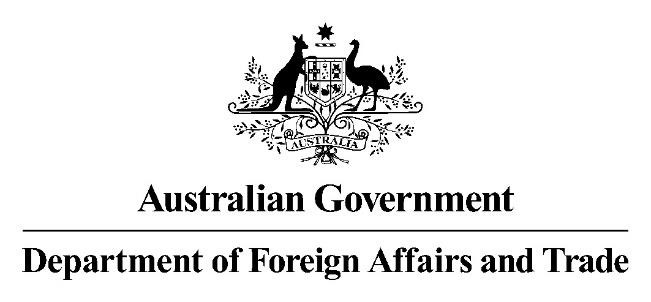 AUSTRALIA
Australian Government
Department of Foreign Affairs and Trade